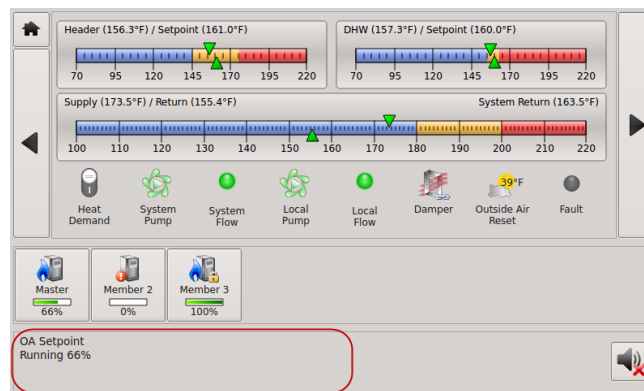 Header (156.3°F) / Setpoint (161.0°F)
70 95 120 145 170 195 220
DHW (157.3°F) / Setpoint (160.0°F)
70 95 120 145 170 195 220
Supply (173.5°F) / Return (155.4°F) System Return (163.5°F)
100 110 120 130 140 150 160 170 180 190 200 210 220
39°F
Heat Demand
System Pump
System Flow
Local Pump
Local Flow
Damper
Outside Air Reset
Fault
Master
66%
Member 2
0%
Member 3
100%
OA Setpoint
Running 66%